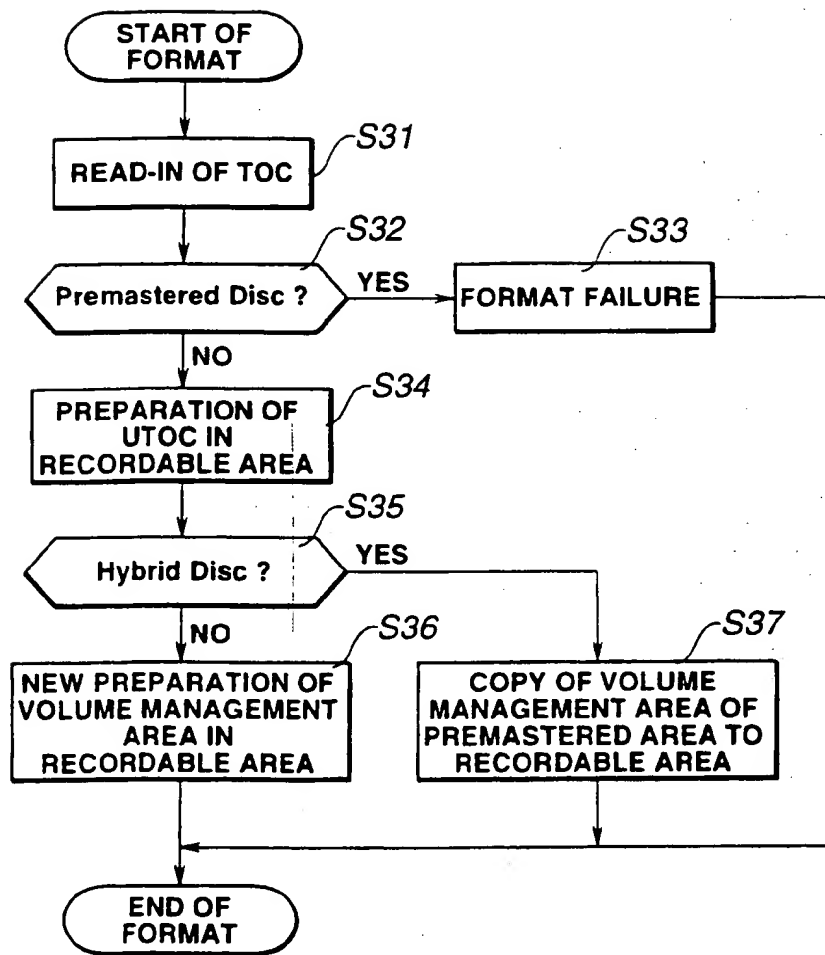 START OF
FORMAT
S31
READ-IN OF TOC
S32
Premastered Disc ?
YES
S33
FORMAT FAILURE
NO
S34
PREPARATION OF
UTOC IN
RECORDABLE AREA
S35
Hybrid Disc ?
YES
NO
S36
NEW PREPARATION OF
VOLUME MANAGEMENT
AREA IN
RECORDABLE AREA
S37
COPY OF VOLUME
MANAGEMENT AREA OF
PREMASTERED AREA TO
RECORDABLE AREA
END OF
FORMAT